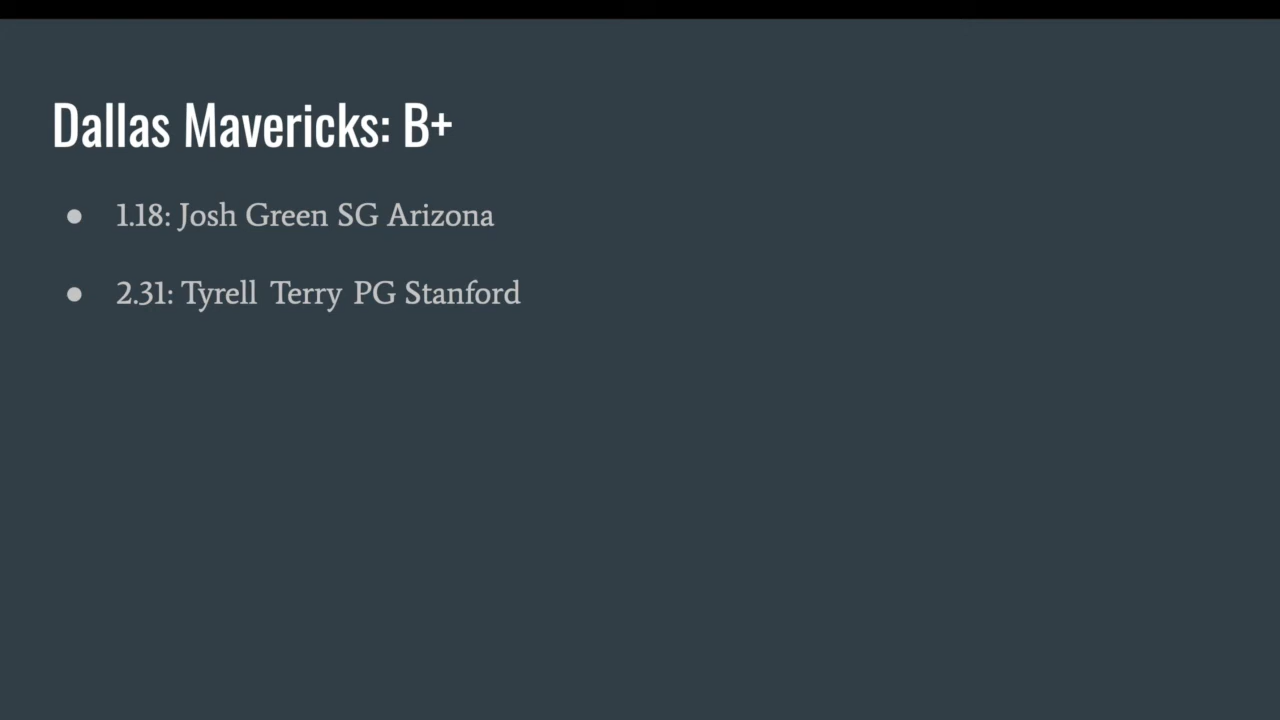 Dallas Mavericks: B+
● 1.18: Josh Green SG Arizona
● 2.31: Tyrell Terry PG Stanford